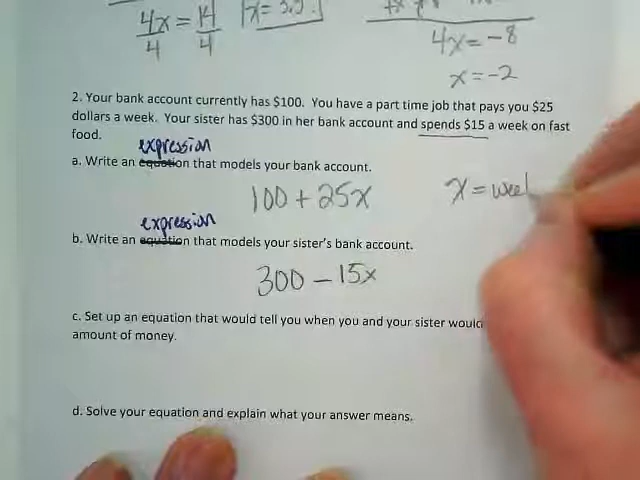 4x = 14
4 4
x = 3.5
4x = -8
x = -2
2. Your bank account currently has $100. You have a part time job that pays you $25
dollars a week. Your sister has $300 in her bank account and spends $15 a week on fast
food.
expression
a. Write an equation that models your bank account.
100 + 25x
x = week
expression
b. Write an equation that models your sister's bank account.
300 - 15x
c. Set up an equation that would tell you when you and your sister would
amount of money.
d. Solve your equation and explain what your answer means.